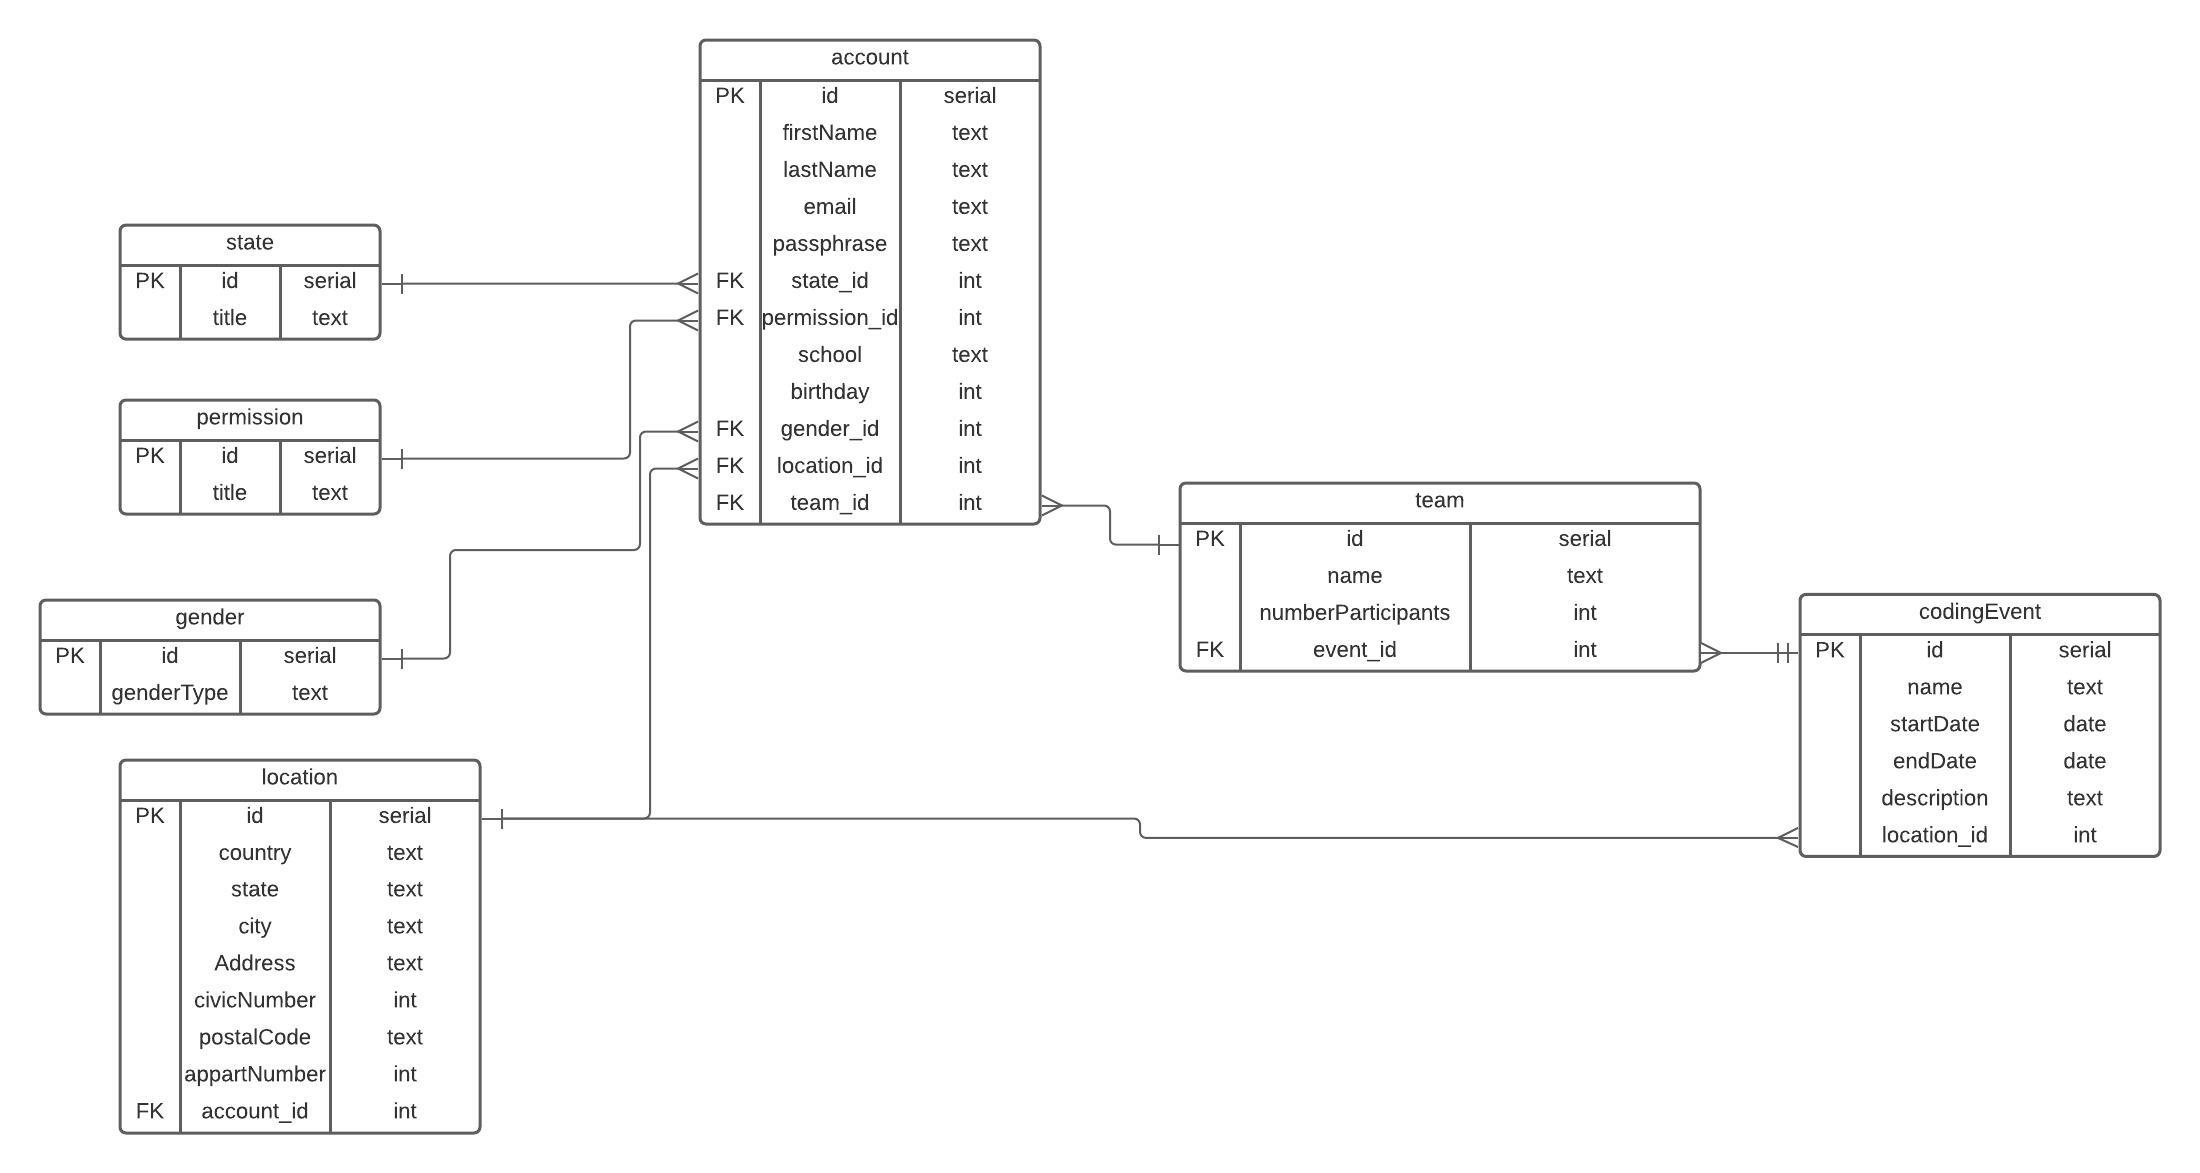 account
PK id serial
firstName text
lastName text
email text
passphrase text
FK state_id int
FK permission_id int
school text
birthday int
FK gender_id int
FK location_id int
FK team_id int
state
PK id serial
title text
permission
PK id serial
title text
gender
PK id serial
genderType text
location
PK id serial
country text
state text
city text
Address text
civicNumber int
postalCode text
appartNumber int
FK account_id int
team
PK id serial
name text
numberParticipants int
FK event_id int
codingEvent
PK id serial
name text
startDate date
endDate date
description text
location_id int